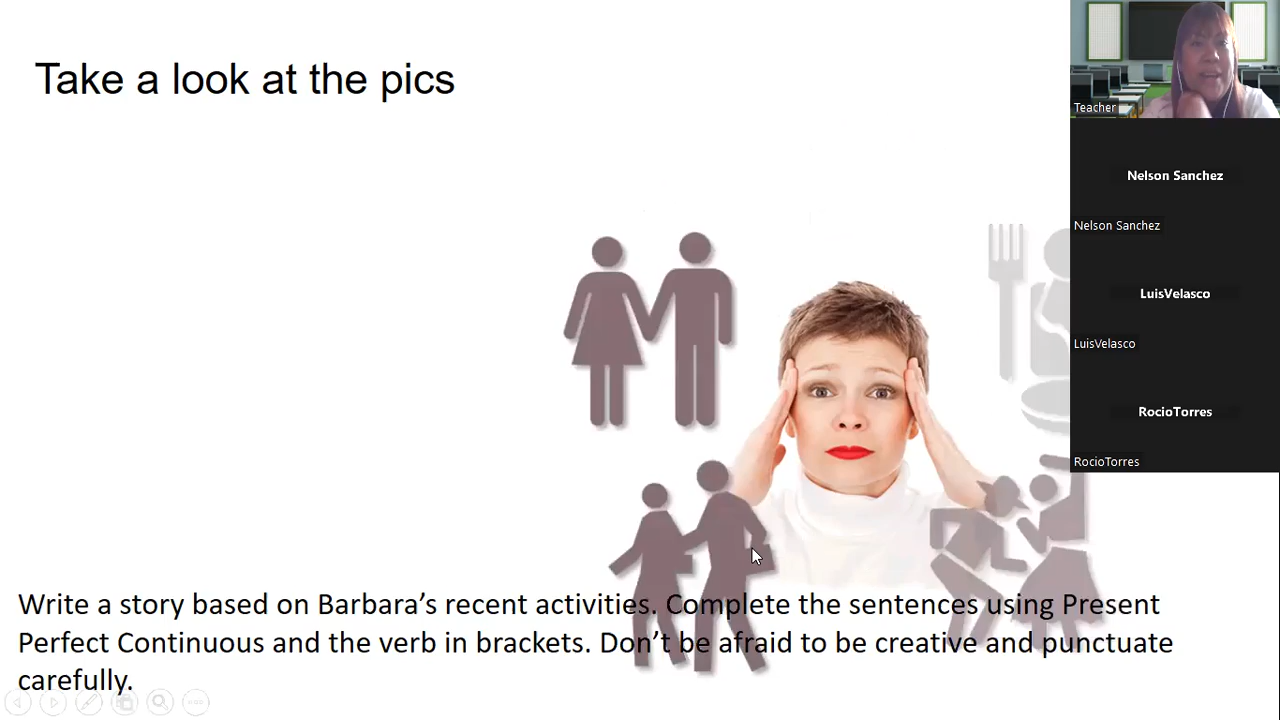 Take a look at the pics
Teacher
Nelson Sanchez
Nelson Sanchez
LuisVelasco
LuisVelasco
RocioTorres
RocioTorres
Write a story based on Barbara’s recent activities. Complete the sentences using Present
Perfect Continuous and the verb in brackets. Don’t be afraid to be creative and punctuate
carefully.